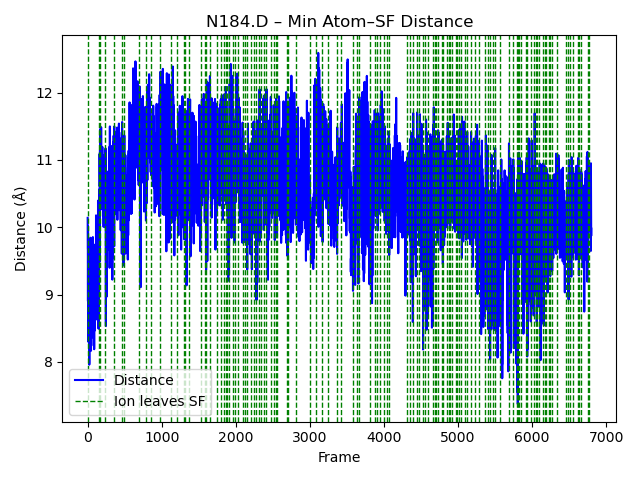 N184.D – Min Atom–SF Distance
Distance (Å)
12
11
10
9
8
Distance
Ion leaves SF
0 1000 2000 3000 4000 5000 6000 7000
Frame